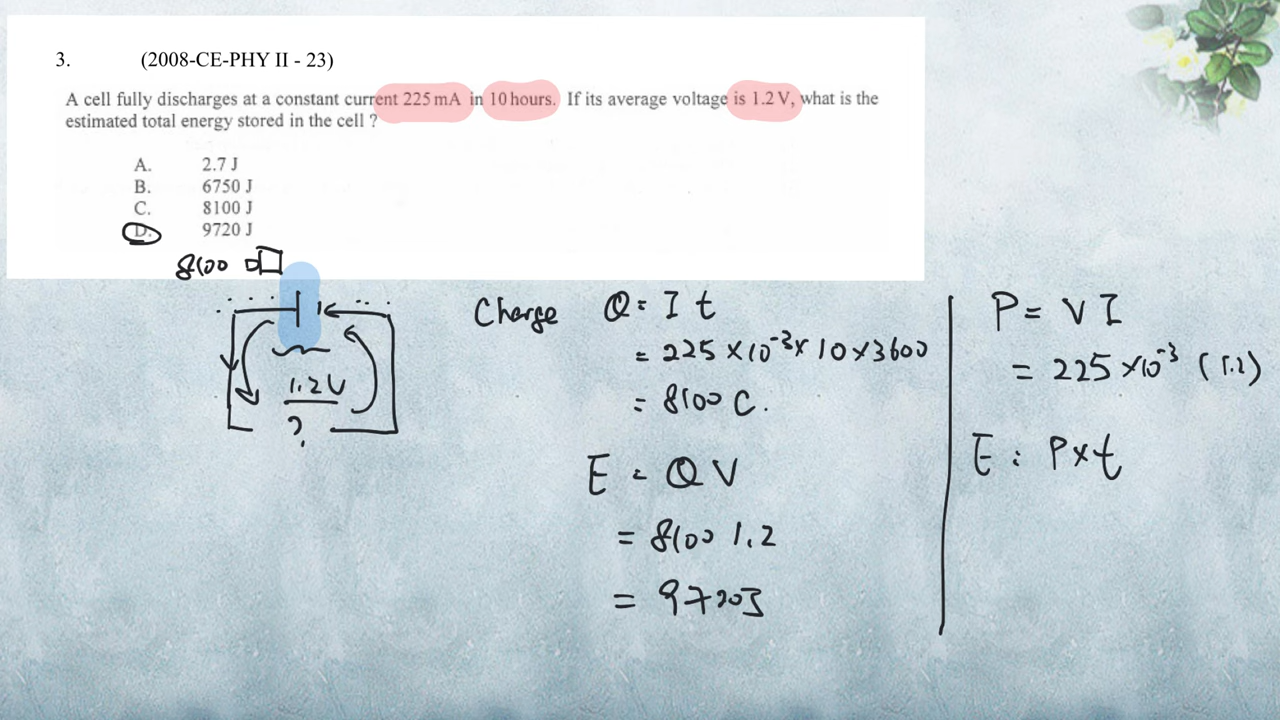 3. (2008-CE-PHY II - 23)
A cell fully discharges at a constant current 225 mA in 10 hours. If its average voltage is 1.2 V, what is the
estimated total energy stored in the cell ?
A. 2.7 J
B. 6750 J
C. 8100 J
D. 9720 J
8100
1.2V
?
Charge Q = I t
= 225 × 10⁻³ × 10 × 3600
= 8100 C.
E = Q V
= 8100 1.2
= 9720J
P = V I
= 225 × 10⁻³ (1.2)
E = P × t